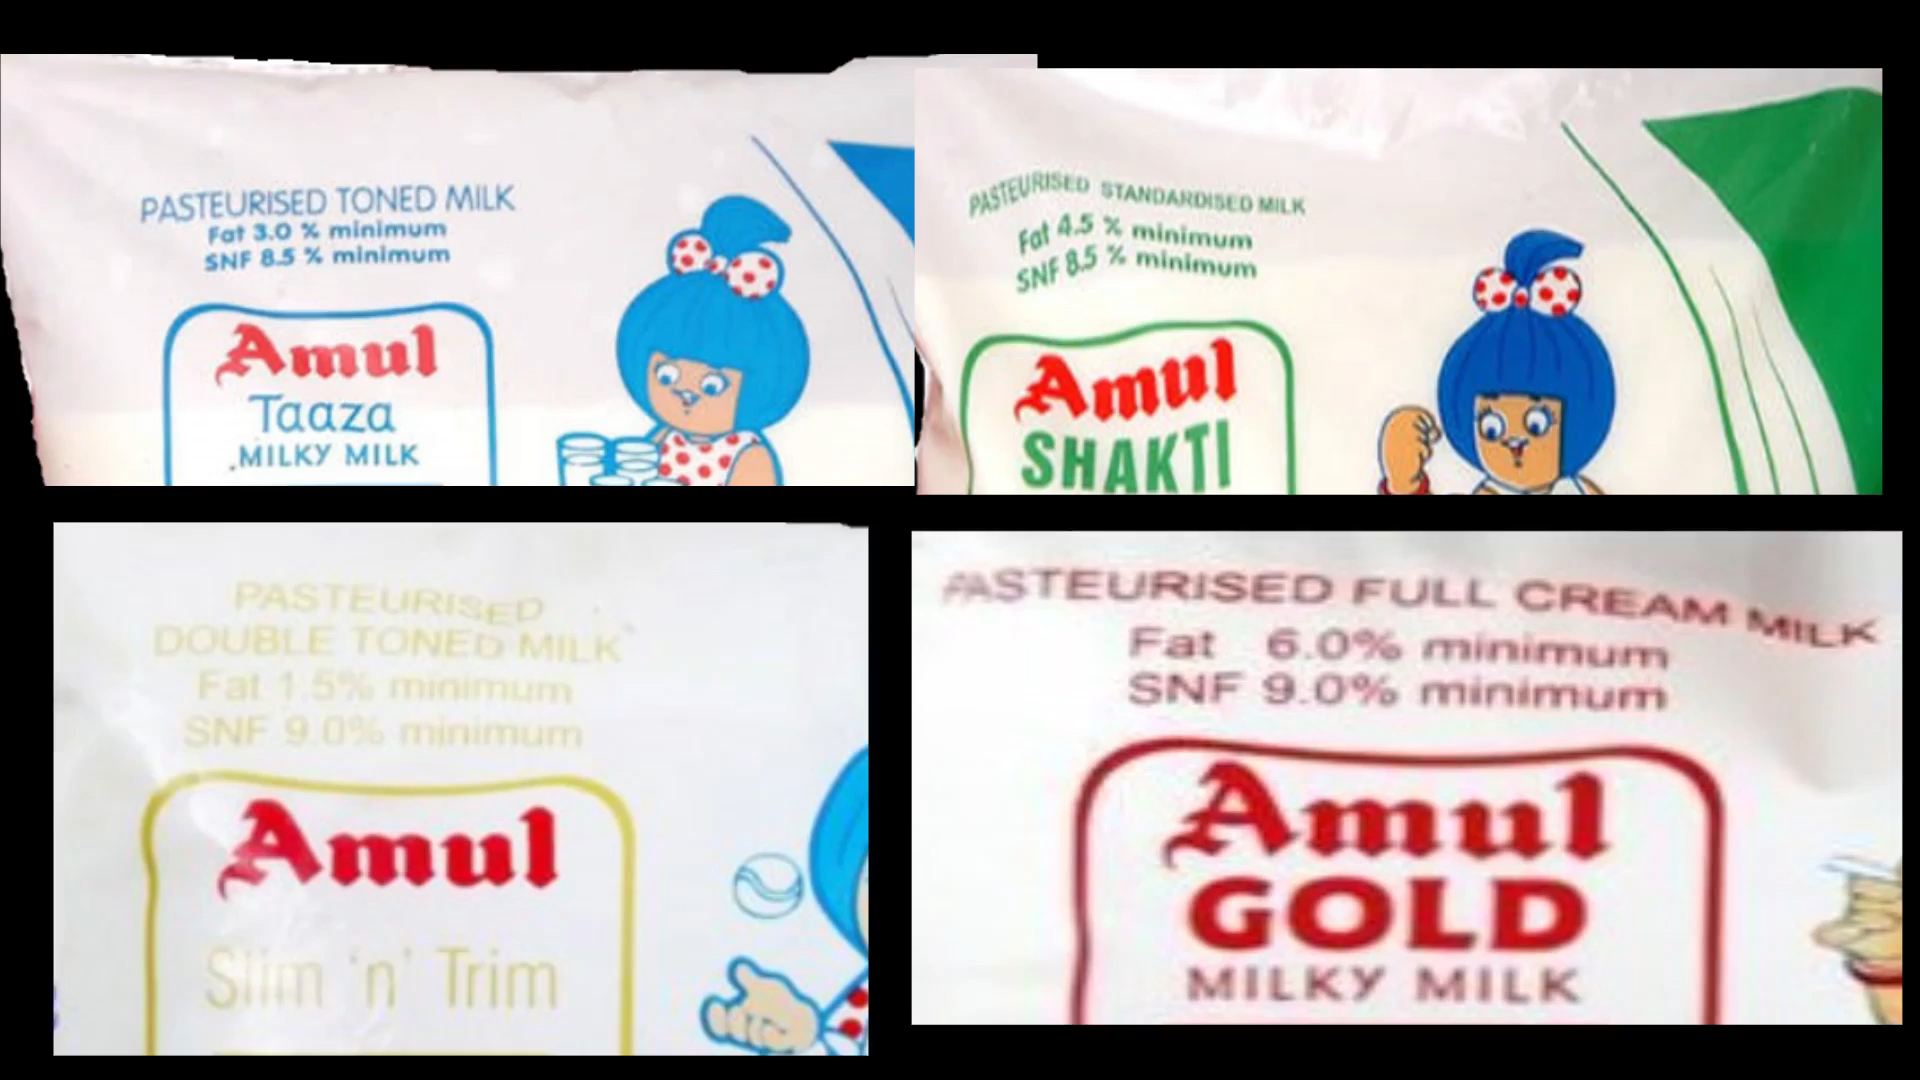 PASTEURISED TONED MILK
Fat 3.0 % minimum
SNF 8.5 % minimum
Amul
Taaza
MILKY MILK
PASTEURISED STANDARDISED MILK
Fat 4.5 % minimum
SNF 8.5 % minimum
Amul
SHAKTI
PASTEURISED
DOUBLE TONED MILK
Fat 1.5% minimum
SNF 9.0% minimum
Amul
Slim 'n' Trim
PASTEURISED FULL CREAM MILK
Fat 6.0% minimum
SNF 9.0% minimum
Amul
GOLD
MILKY MILK